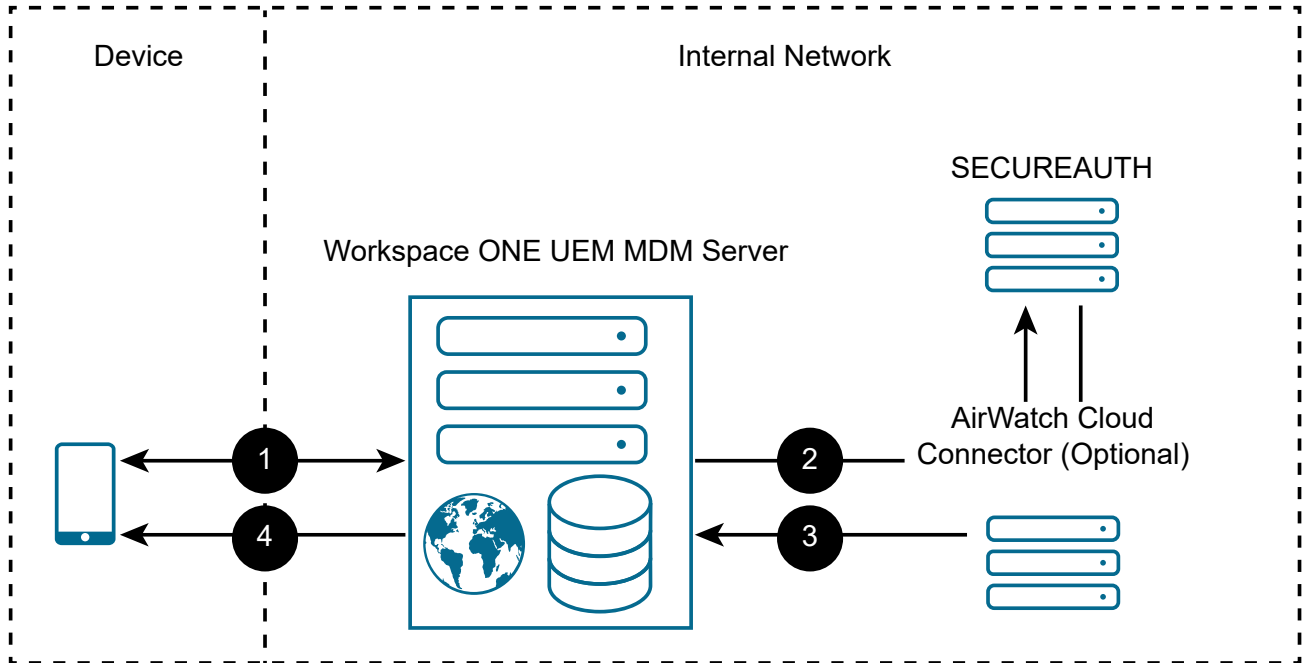 Device
Internal Network
SECUREAUTH
Workspace ONE UEM MDM Server
AirWatch Cloud
Connector (Optional)
1
2
4
3